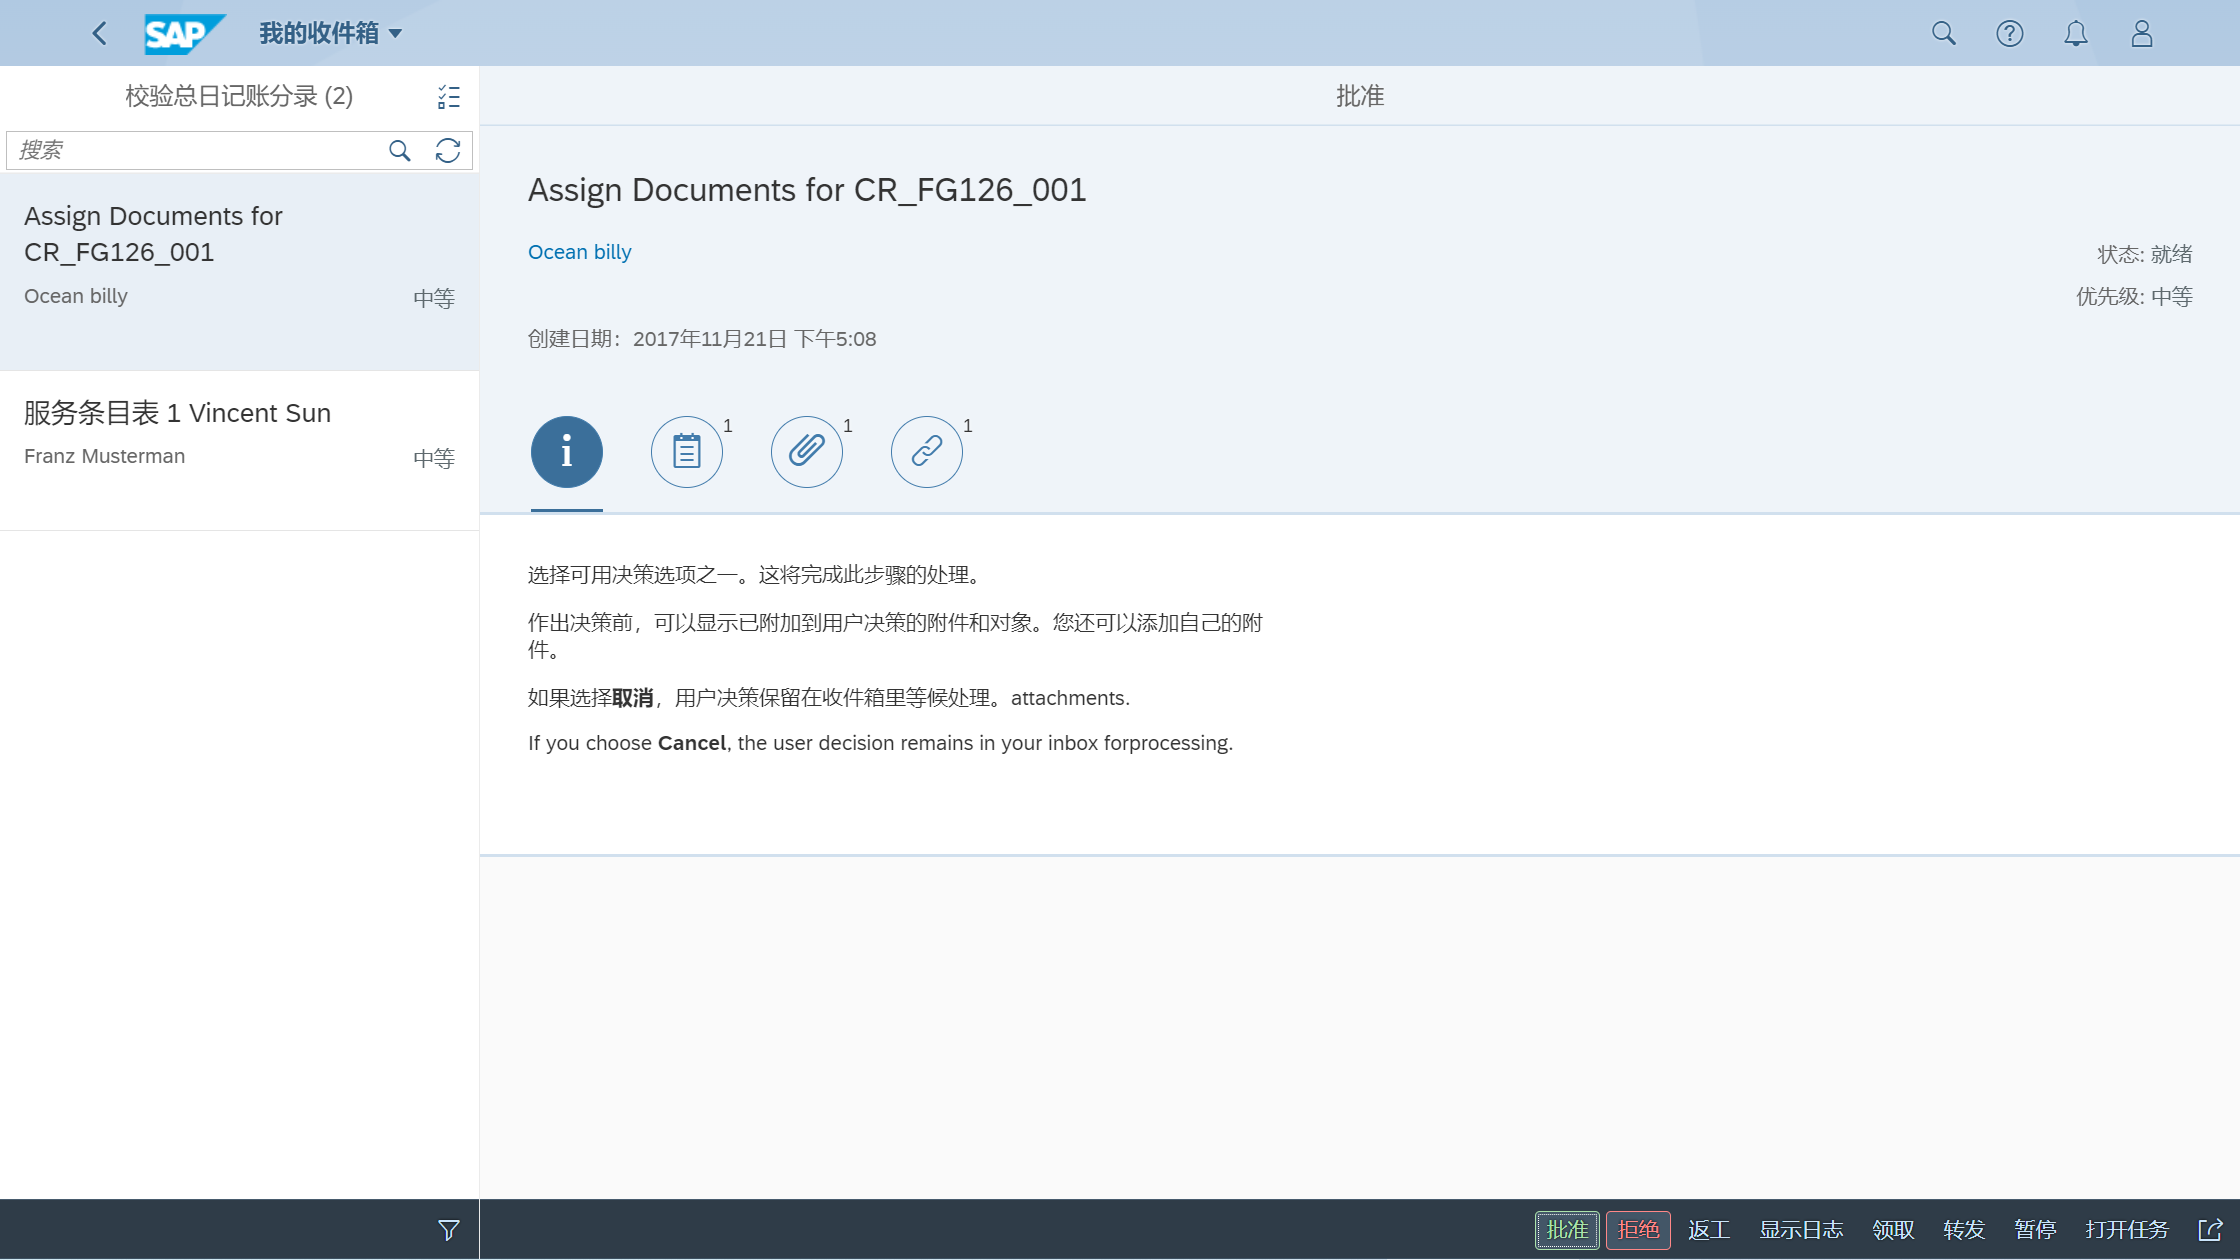 SAP 我的收件箱
校验总日记账分录 (2)
搜索
Assign Documents for
CR_FG126_001
Ocean billy 中等
服务条目表 1 Vincent Sun
Franz Musterman 中等
批准
Assign Documents for CR_FG126_001
Ocean billy
状态: 就绪
优先级: 中等
创建日期：2017年11月21日 下午5:08
1 1 1
选择可用决策选项之一。这将完成此步骤的处理。
作出决策前，可以显示已附加到用户决策的附件和对象。您还可以添加自己的附
件。
如果选择取消，用户决策保留在收件箱里等候处理。attachments.
If you choose Cancel, the user decision remains in your inbox forprocessing.
批准 拒绝 返工 显示日志 领取 转发 暂停 打开任务